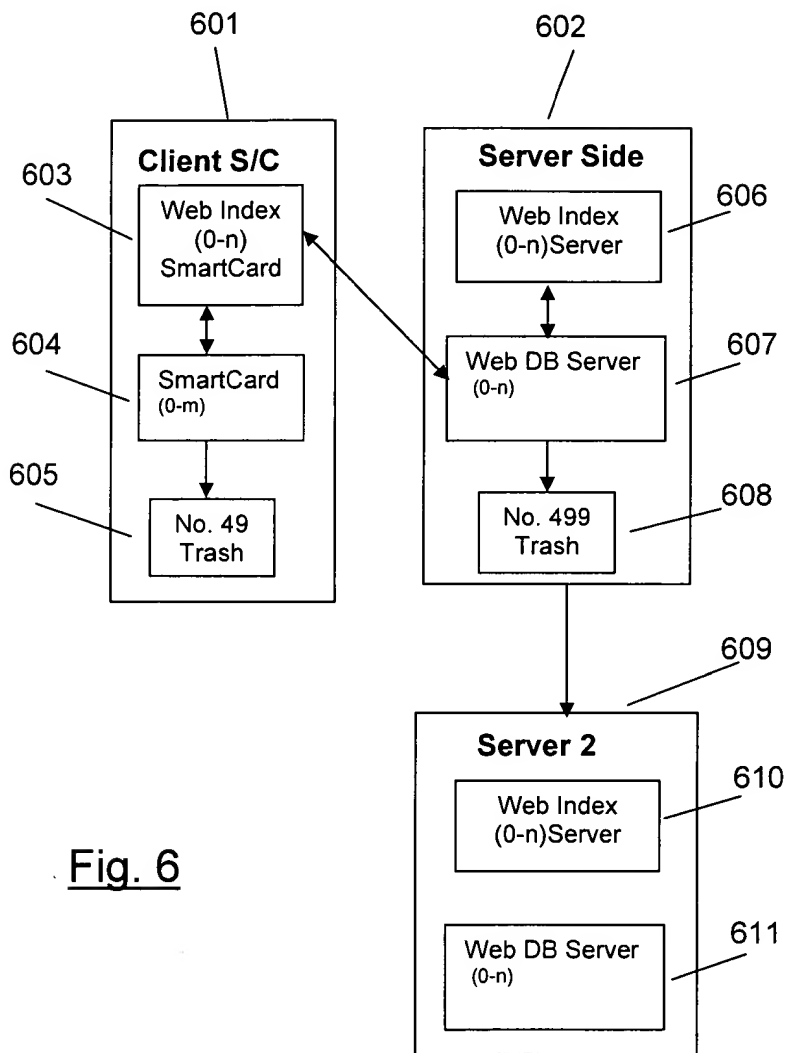 601
602
Client S/C
603
Web Index
(0-n)
SmartCard
604
SmartCard
(0-m)
605
No. 49
Trash
Server Side
606
Web Index
(0-n)Server
607
Web DB Server
(0-n)
608
No. 499
Trash
609
Server 2
610
Web Index
(0-n)Server
611
Web DB Server
(0-n)
Fig. 6